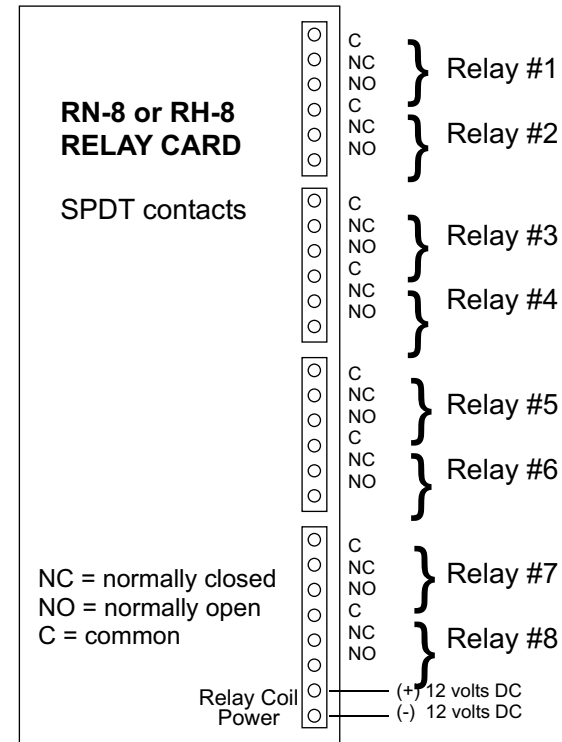 RN-8 or RH-8
RELAY CARD
SPDT contacts
C
NC
NO
Relay #1
C
NC
NO
Relay #2
C
NC
NO
Relay #3
C
NC
NO
Relay #4
C
NC
NO
Relay #5
C
NC
NO
Relay #6
C
NC
NO
Relay #7
C
NC
NO
Relay #8
NC = normally closed
NO = normally open
C = common
Relay Coil
Power
(+) 12 volts DC
(-) 12 volts DC